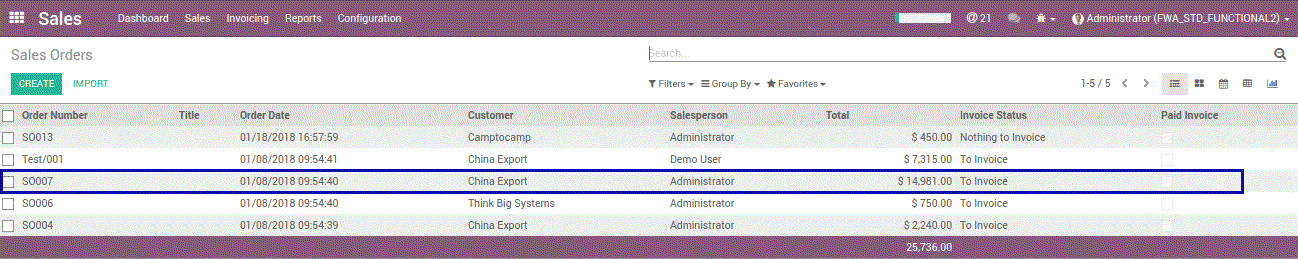 Sales Dashboard Sales Invoicing Reports Configuration @ 21 Administrator (FWA_STD_FUNCTIONAL2)
Sales Orders Search...
CREATE IMPORT Filters Group By Favorites 1-5 / 5
Order Number Title Order Date Customer Salesperson Total Invoice Status Paid Invoice
SO013 01/18/2018 16:57:59 Camptocamp Administrator $ 450.00 Nothing to Invoice
Test/001 01/08/2018 09:54:41 China Export Demo User $ 7,315.00 To Invoice
SO007 01/08/2018 09:54:40 China Export Administrator $ 14,981.00 To Invoice
SO006 01/08/2018 09:54:40 Think Big Systems Administrator $ 750.00 To Invoice
SO004 01/08/2018 09:54:39 China Export Administrator $ 2,240.00 To Invoice
25,736.00